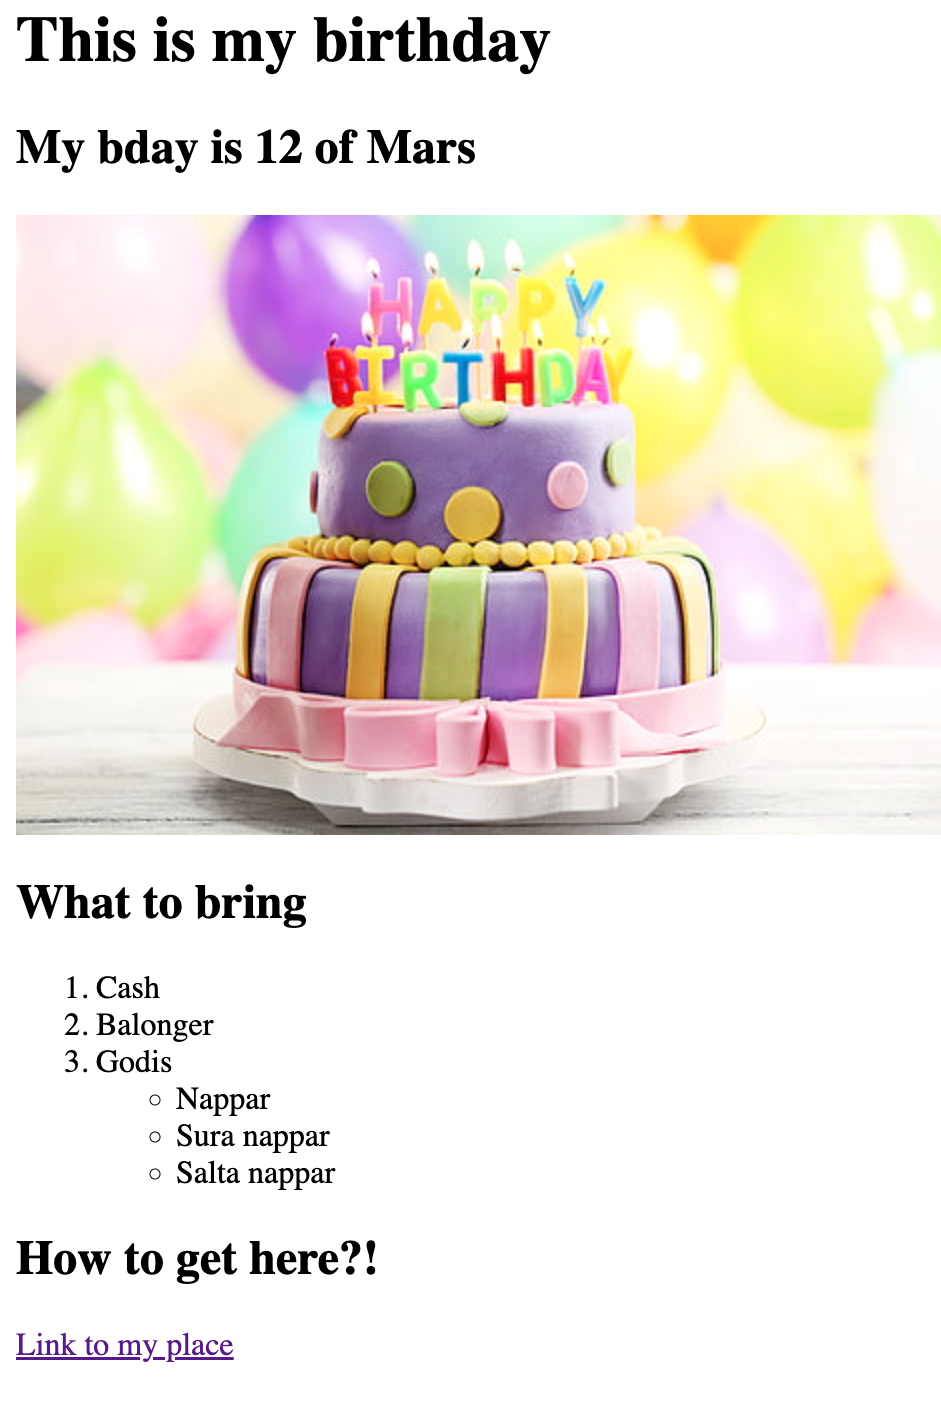 This is my birthday
My bday is 12 of Mars
HAPPY
BIRTHDAY
What to bring
1. Cash
2. Balonger
3. Godis
Nappar
Sura nappar
Salta nappar
How to get here?!
Link to my place